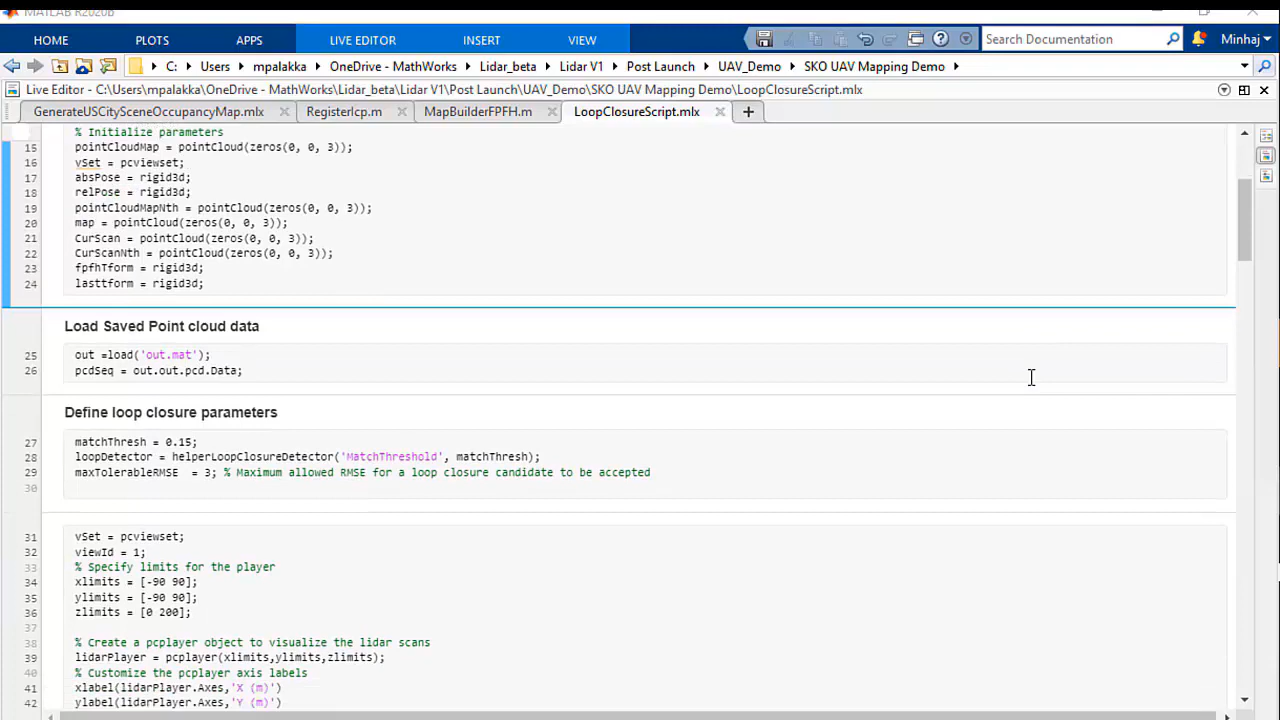 MATLAB R2020b
HOME PLOTS APPS LIVE EDITOR INSERT VIEW Search Documentation Minhaj
C: Users mpalakka OneDrive - MathWorks Lidar_beta Lidar V1 Post Launch UAV_Demo SKO UAV Mapping Demo
Live Editor - C:\Users\mpalakka\OneDrive - MathWorks\Lidar_beta\Lidar V1\Post Launch\UAV_Demo\SKO UAV Mapping Demo\LoopClosureScript.mlx
GenerateUSCitySceneOccupancyMap.mlx RegisterIcp.m MapBuilderFPFH.m LoopClosureScript.mlx
% Initialize parameters
15 pointCloudMap = pointCloud(zeros(0, 0, 3));
16 vSet = pcviewset;
17 absPose = rigid3d;
18 relPose = rigid3d;
19 pointCloudMapNth = pointCloud(zeros(0, 0, 3));
20 map = pointCloud(zeros(0, 0, 3));
21 CurScan = pointCloud(zeros(0, 0, 3));
22 CurScanNth = pointCloud(zeros(0, 0, 3));
23 fpfhTform = rigid3d;
24 lasttform = rigid3d;
Load Saved Point cloud data
25 out =load('out.mat');
26 pcdSeq = out.out.pcd.Data;
Define loop closure parameters
27 matchThresh = 0.15;
28 loopDetector = helperLoopClosureDetector('MatchThreshold', matchThresh);
29 maxTolerableRMSE = 3; % Maximum allowed RMSE for a loop closure candidate to be accepted
30
31 vSet = pcviewset;
32 viewId = 1;
33 % Specify limits for the player
34 xlimits = [-90 90];
35 ylimits = [-90 90];
36 zlimits = [0 200];
37
38 % Create a pcplayer object to visualize the lidar scans
39 lidarPlayer = pcplayer(xlimits,ylimits,zlimits);
40 % Customize the pcplayer axis labels
41 xlabel(lidarPlayer.Axes,'X (m)')
42 ylabel(lidarPlayer.Axes,'Y (m)')